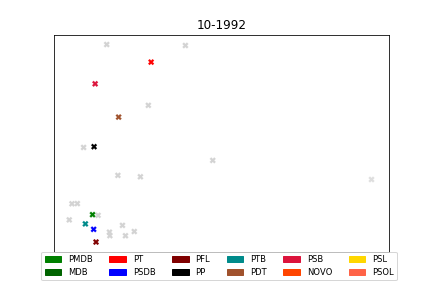 10-1992
PMDB PT PFL PTB PSB PSL
MDB PSDB PP PDT NOVO PSOL